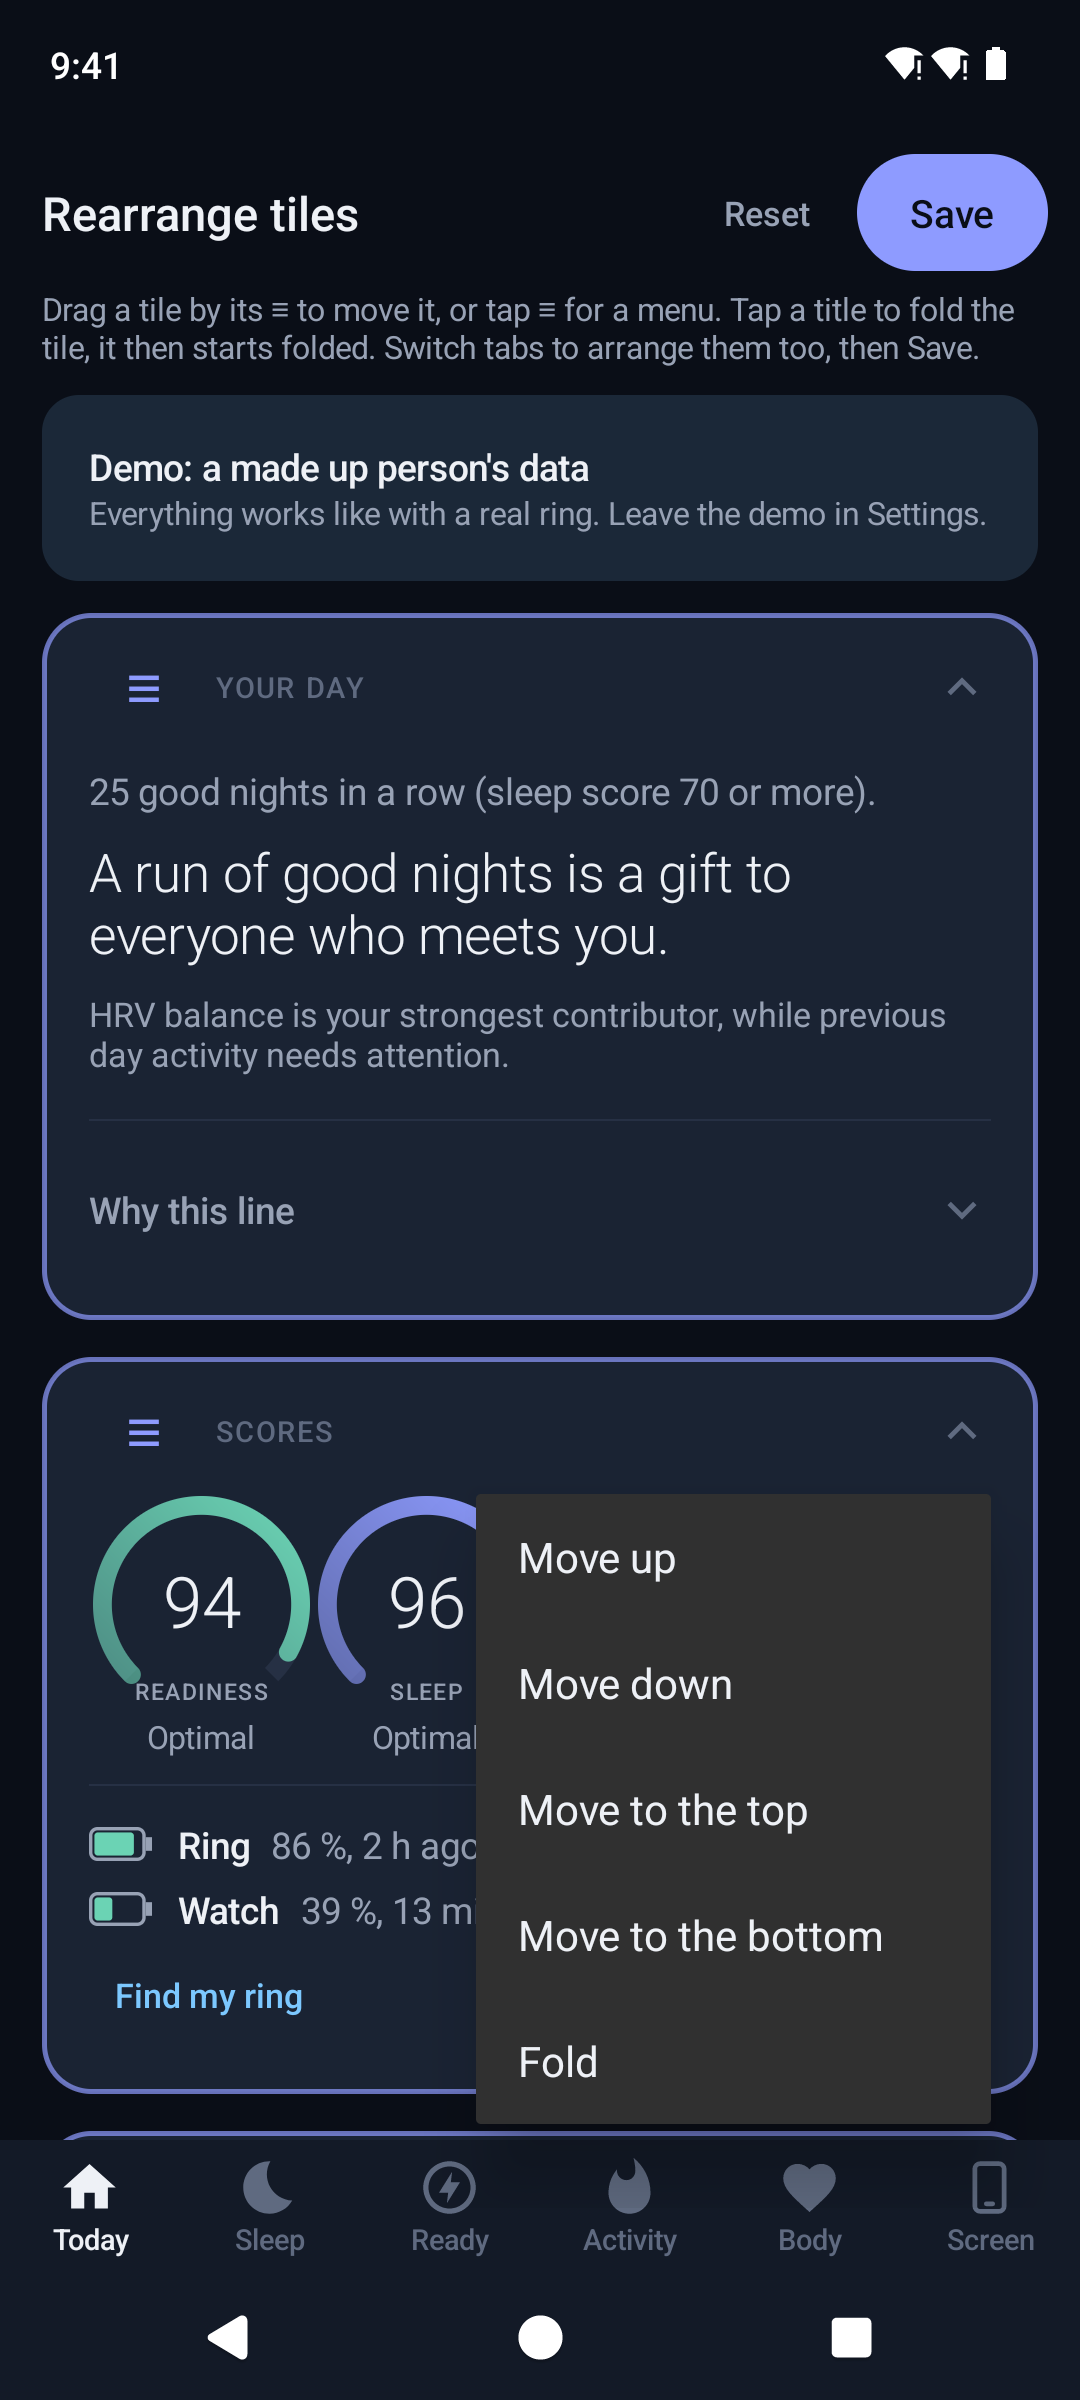 9:41
Rearrange tiles
Reset
Save
Drag a tile by its ≡ to move it, or tap ≡ for a menu. Tap a title to fold the
tile, it then starts folded. Switch tabs to arrange them too, then Save.
Demo: a made up person's data
Everything works like with a real ring. Leave the demo in Settings.
YOUR DAY
25 good nights in a row (sleep score 70 or more).
A run of good nights is a gift to
everyone who meets you.
HRV balance is your strongest contributor, while previous
day activity needs attention.
Why this line
SCORES
94
READINESS
Optimal
96
SLEEP
Optimal
Ring 86 %, 2 h ago
Watch 39 %, 13
Find my ring
Move up
Move down
Move to the top
Move to the bottom
Fold
Today
Sleep
Ready
Activity
Body
Screen